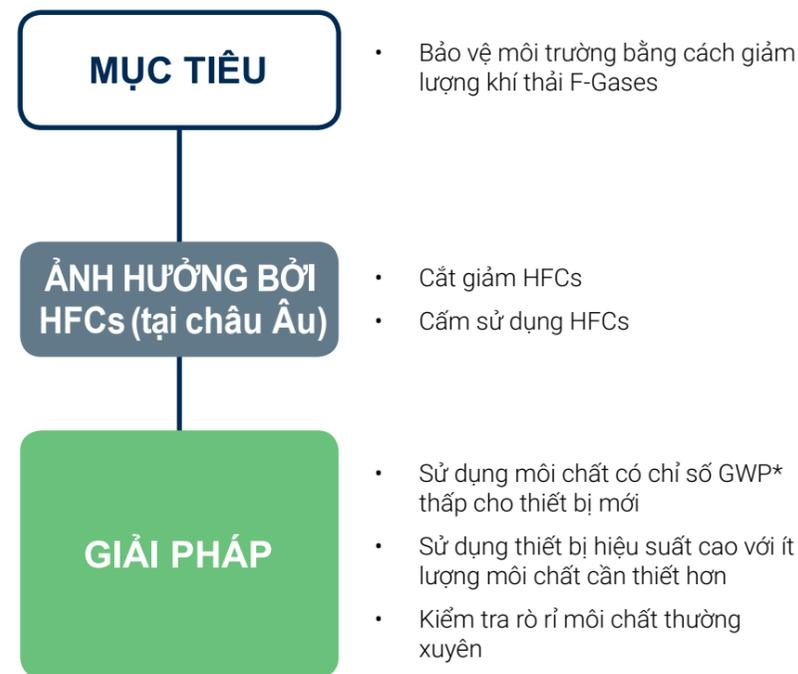 MỤC TIÊU
• Bảo vệ môi trường bằng cách giảm
lượng khí thải F-Gases
ẢNH HƯỞNG BỞI
HFCs (tại châu Âu)
• Cắt giảm HFCs
• Cấm sử dụng HFCs
GIẢI PHÁP
• Sử dụng môi chất có chỉ số GWP*
thấp cho thiết bị mới
• Sử dụng thiết bị hiệu suất cao với ít
lượng môi chất cần thiết hơn
• Kiểm tra rò rỉ môi chất thường
xuyên